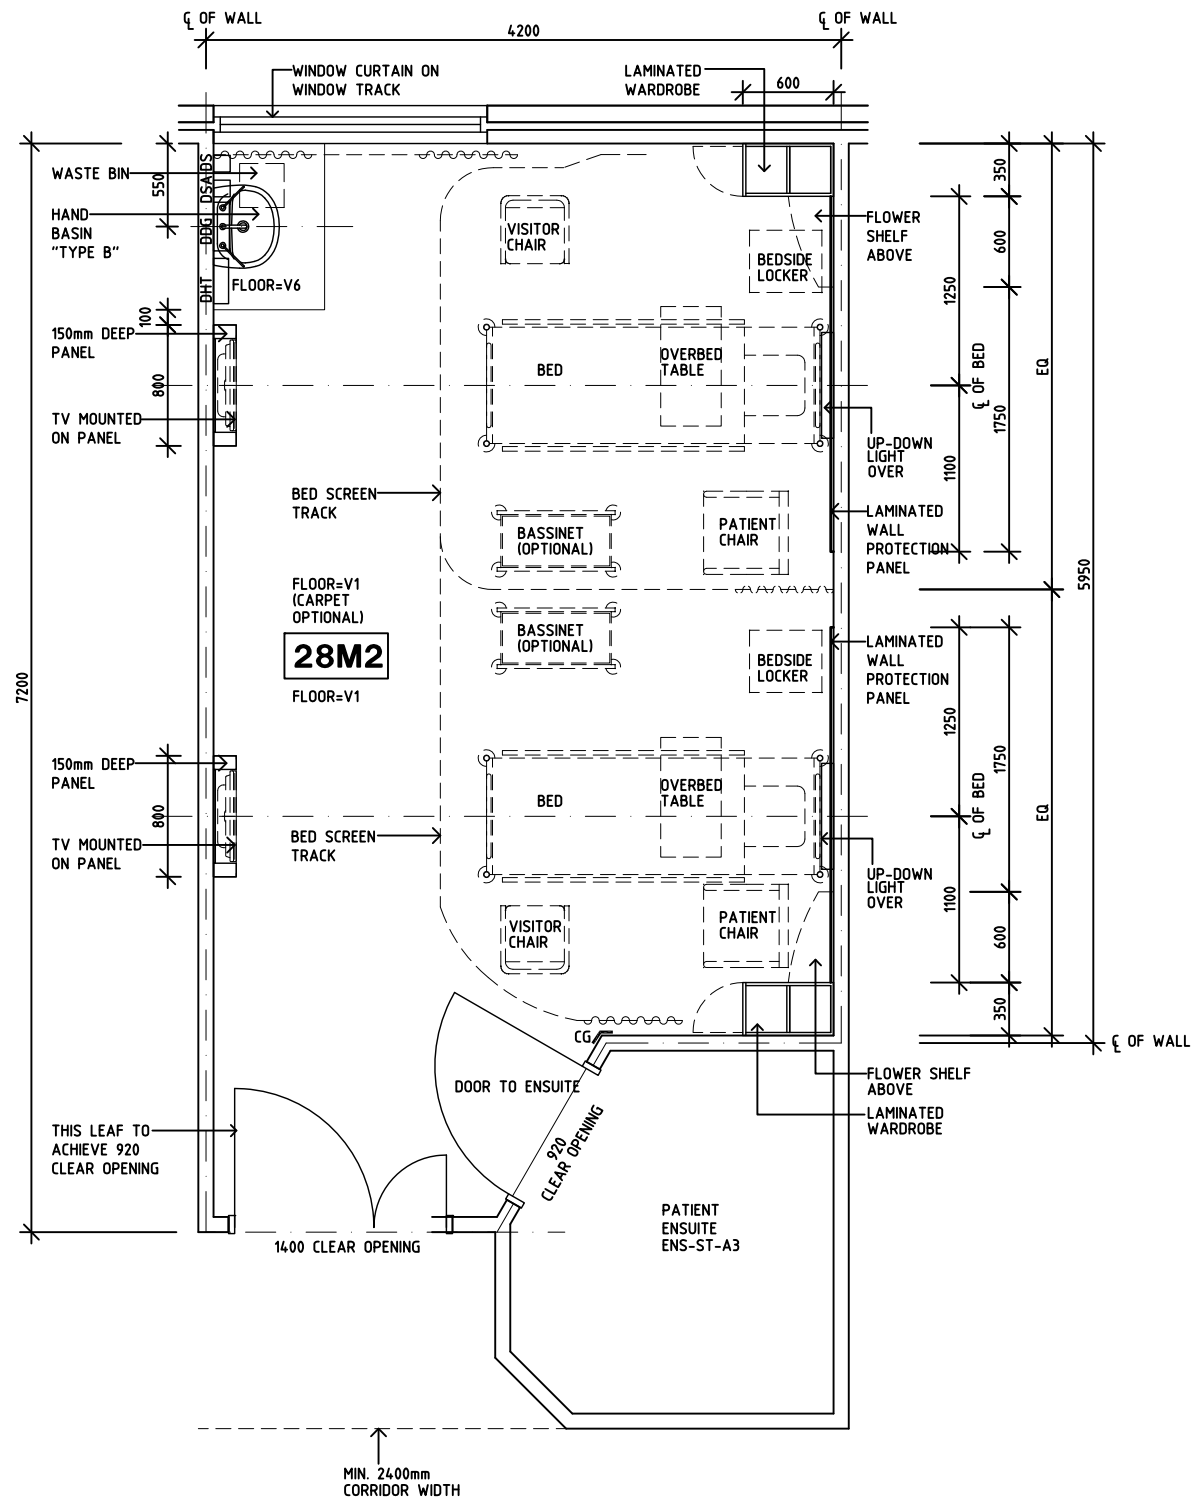 ℄ OF WALL
℄ OF WALL
4200
WINDOW CURTAIN ON
WINDOW TRACK
LAMINATED
WARDROBE
600
WASTE BIN
550
DSA
DS
350
HAND
BASIN
"TYPE B"
DDG
VISITOR
CHAIR
FLOWER
SHELF
ABOVE
600
BEDSIDE
LOCKER
DHT
FLOOR=V6
1250
100
150mm DEEP
PANEL
800
BED
OVERBED
TABLE
℄ OF BED
EQ
TV MOUNTED
ON PANEL
1750
UP-DOWN
LIGHT
OVER
1100
BED SCREEN
TRACK
BASSINET
(OPTIONAL)
PATIENT
CHAIR
LAMINATED
WALL
PROTECTION
PANEL
5950
FLOOR=V1
(CARPET
OPTIONAL)
28M2
FLOOR=V1
BASSINET
(OPTIONAL)
BEDSIDE
LOCKER
LAMINATED
WALL
PROTECTION
PANEL
7200
1250
1750
150mm DEEP
PANEL
800
BED
OVERBED
TABLE
℄ OF BED
EQ
TV MOUNTED
ON PANEL
BED SCREEN
TRACK
UP-DOWN
LIGHT
OVER
1100
VISITOR
CHAIR
PATIENT
CHAIR
600
350
CG
℄ OF WALL
DOOR TO ENSUITE
FLOWER SHELF
ABOVE
LAMINATED
WARDROBE
THIS LEAF TO
ACHIEVE 920
CLEAR OPENING
920
CLEAR OPENING
PATIENT
ENSUITE
ENS-ST-A3
1400 CLEAR OPENING
MIN. 2400mm
CORRIDOR WIDTH